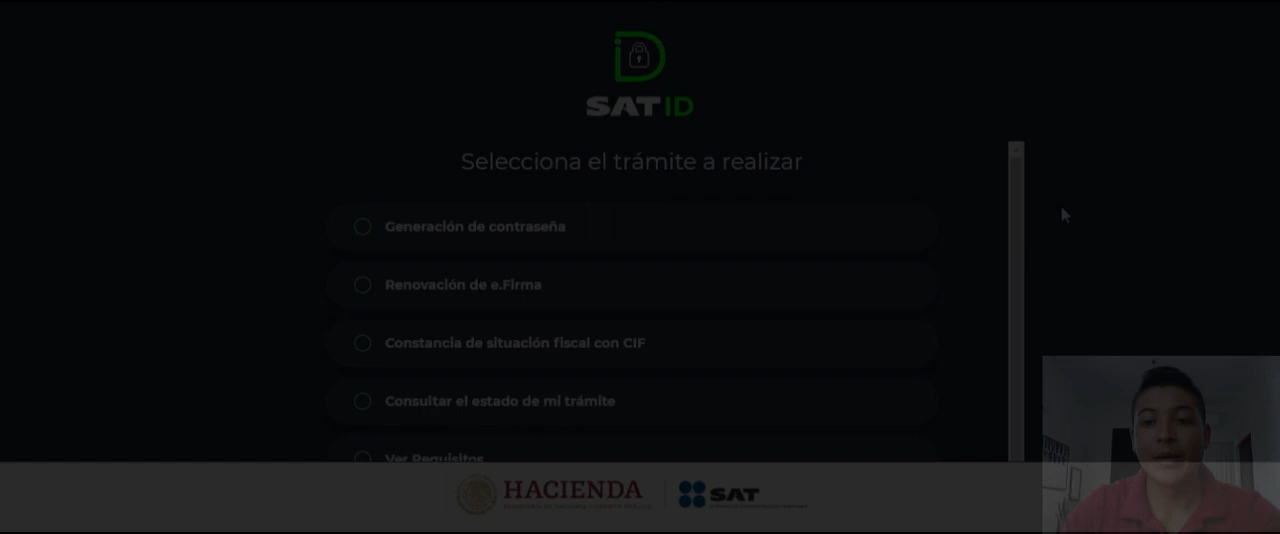 SAT ID
Selecciona el trámite a realizar
Generación de contraseña
Renovación de e.Firma
Constancia de situación fiscal con CIF
Consultar el estado de mi trámite
Ver Requisitos
HACIENDA
SAT